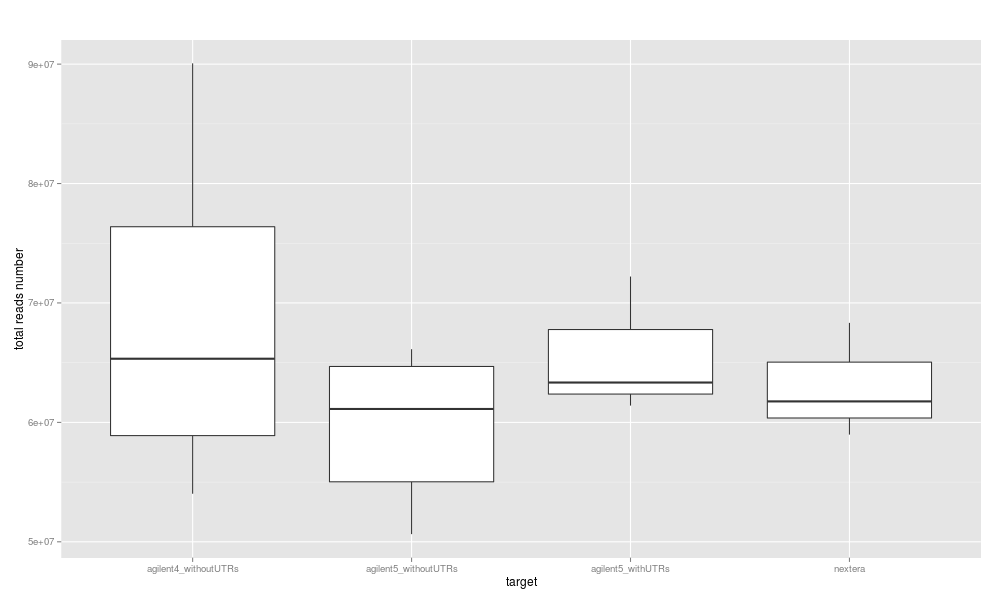 9e+07
8e+07
7e+07
6e+07
5e+07
total reads number
agilent4_withoutUTRs agilent5_withoutUTRs agilent5_withUTRs nextera
target